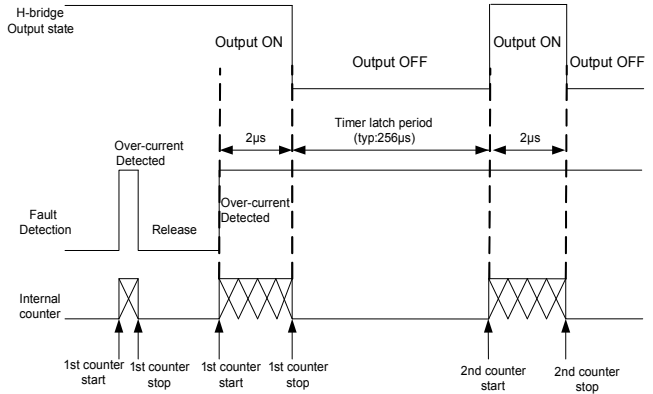 H-bridge
Output state
Output ON
Output OFF
Output ON
Output OFF
2μs
Timer latch period
(typ:256μs)
2μs
Over-current
Detected
Over-current
Detected
Fault
Detection
Release
Internal
counter
1st counter
start
1st counter
stop
1st counter
start
1st counter
stop
2nd counter
start
2nd counter
stop